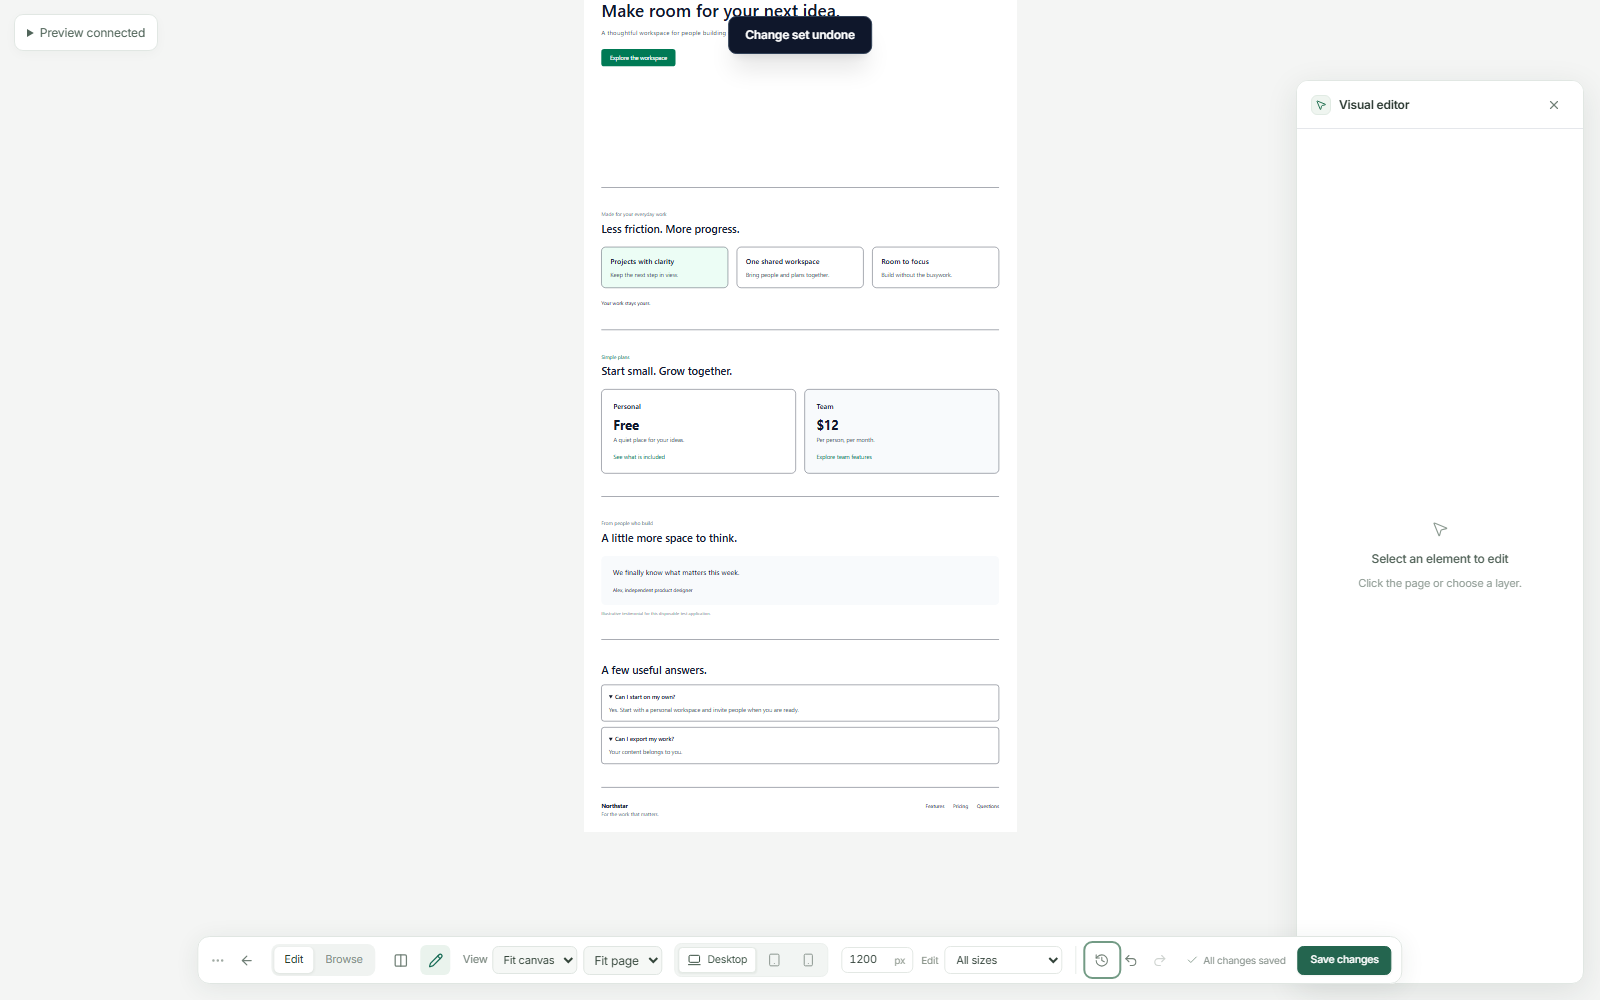 Preview connected
Make room for your next idea.
Change set undone
A thoughtful workspace for people building
Explore the workspace
Visual editor
Made for your everyday work
Less friction. More progress.
Projects with clarity
Keep the next step in view.
One shared workspace
Bring people and plans together.
Room to focus
Build without the busywork.
Your work stays yours
Simple plans
Start small. Grow together.
Personal
Free
A quiet place for your ideas.
See what is included
Team
$12
Per person, per month.
Explore team features
From people who build
A little more space to think.
We finally know what matters this week.
Alex, independent product designer
Illustrative testimonial for the disposable test application.
A few useful answers.
Can I start on my own?
Yes. Start with a personal workspace and invite people when you are ready.
Can I export my work?
Your content belongs to you.
Northstar
For the work that matters.
Features Pricing Questions
Select an element to edit
Click the page or choose a layer.
Edit Browse View Fit canvas Fit page Desktop 1200 px Edit All sizes All changes saved Save changes